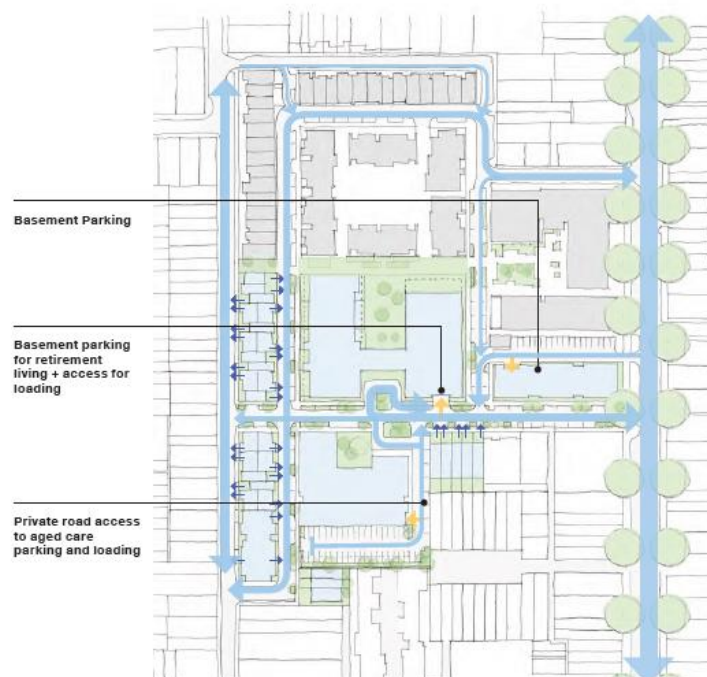 Basement Parking
Basement parking
for retirement
living + access for
loading
Private road access
to aged care
parking and loading